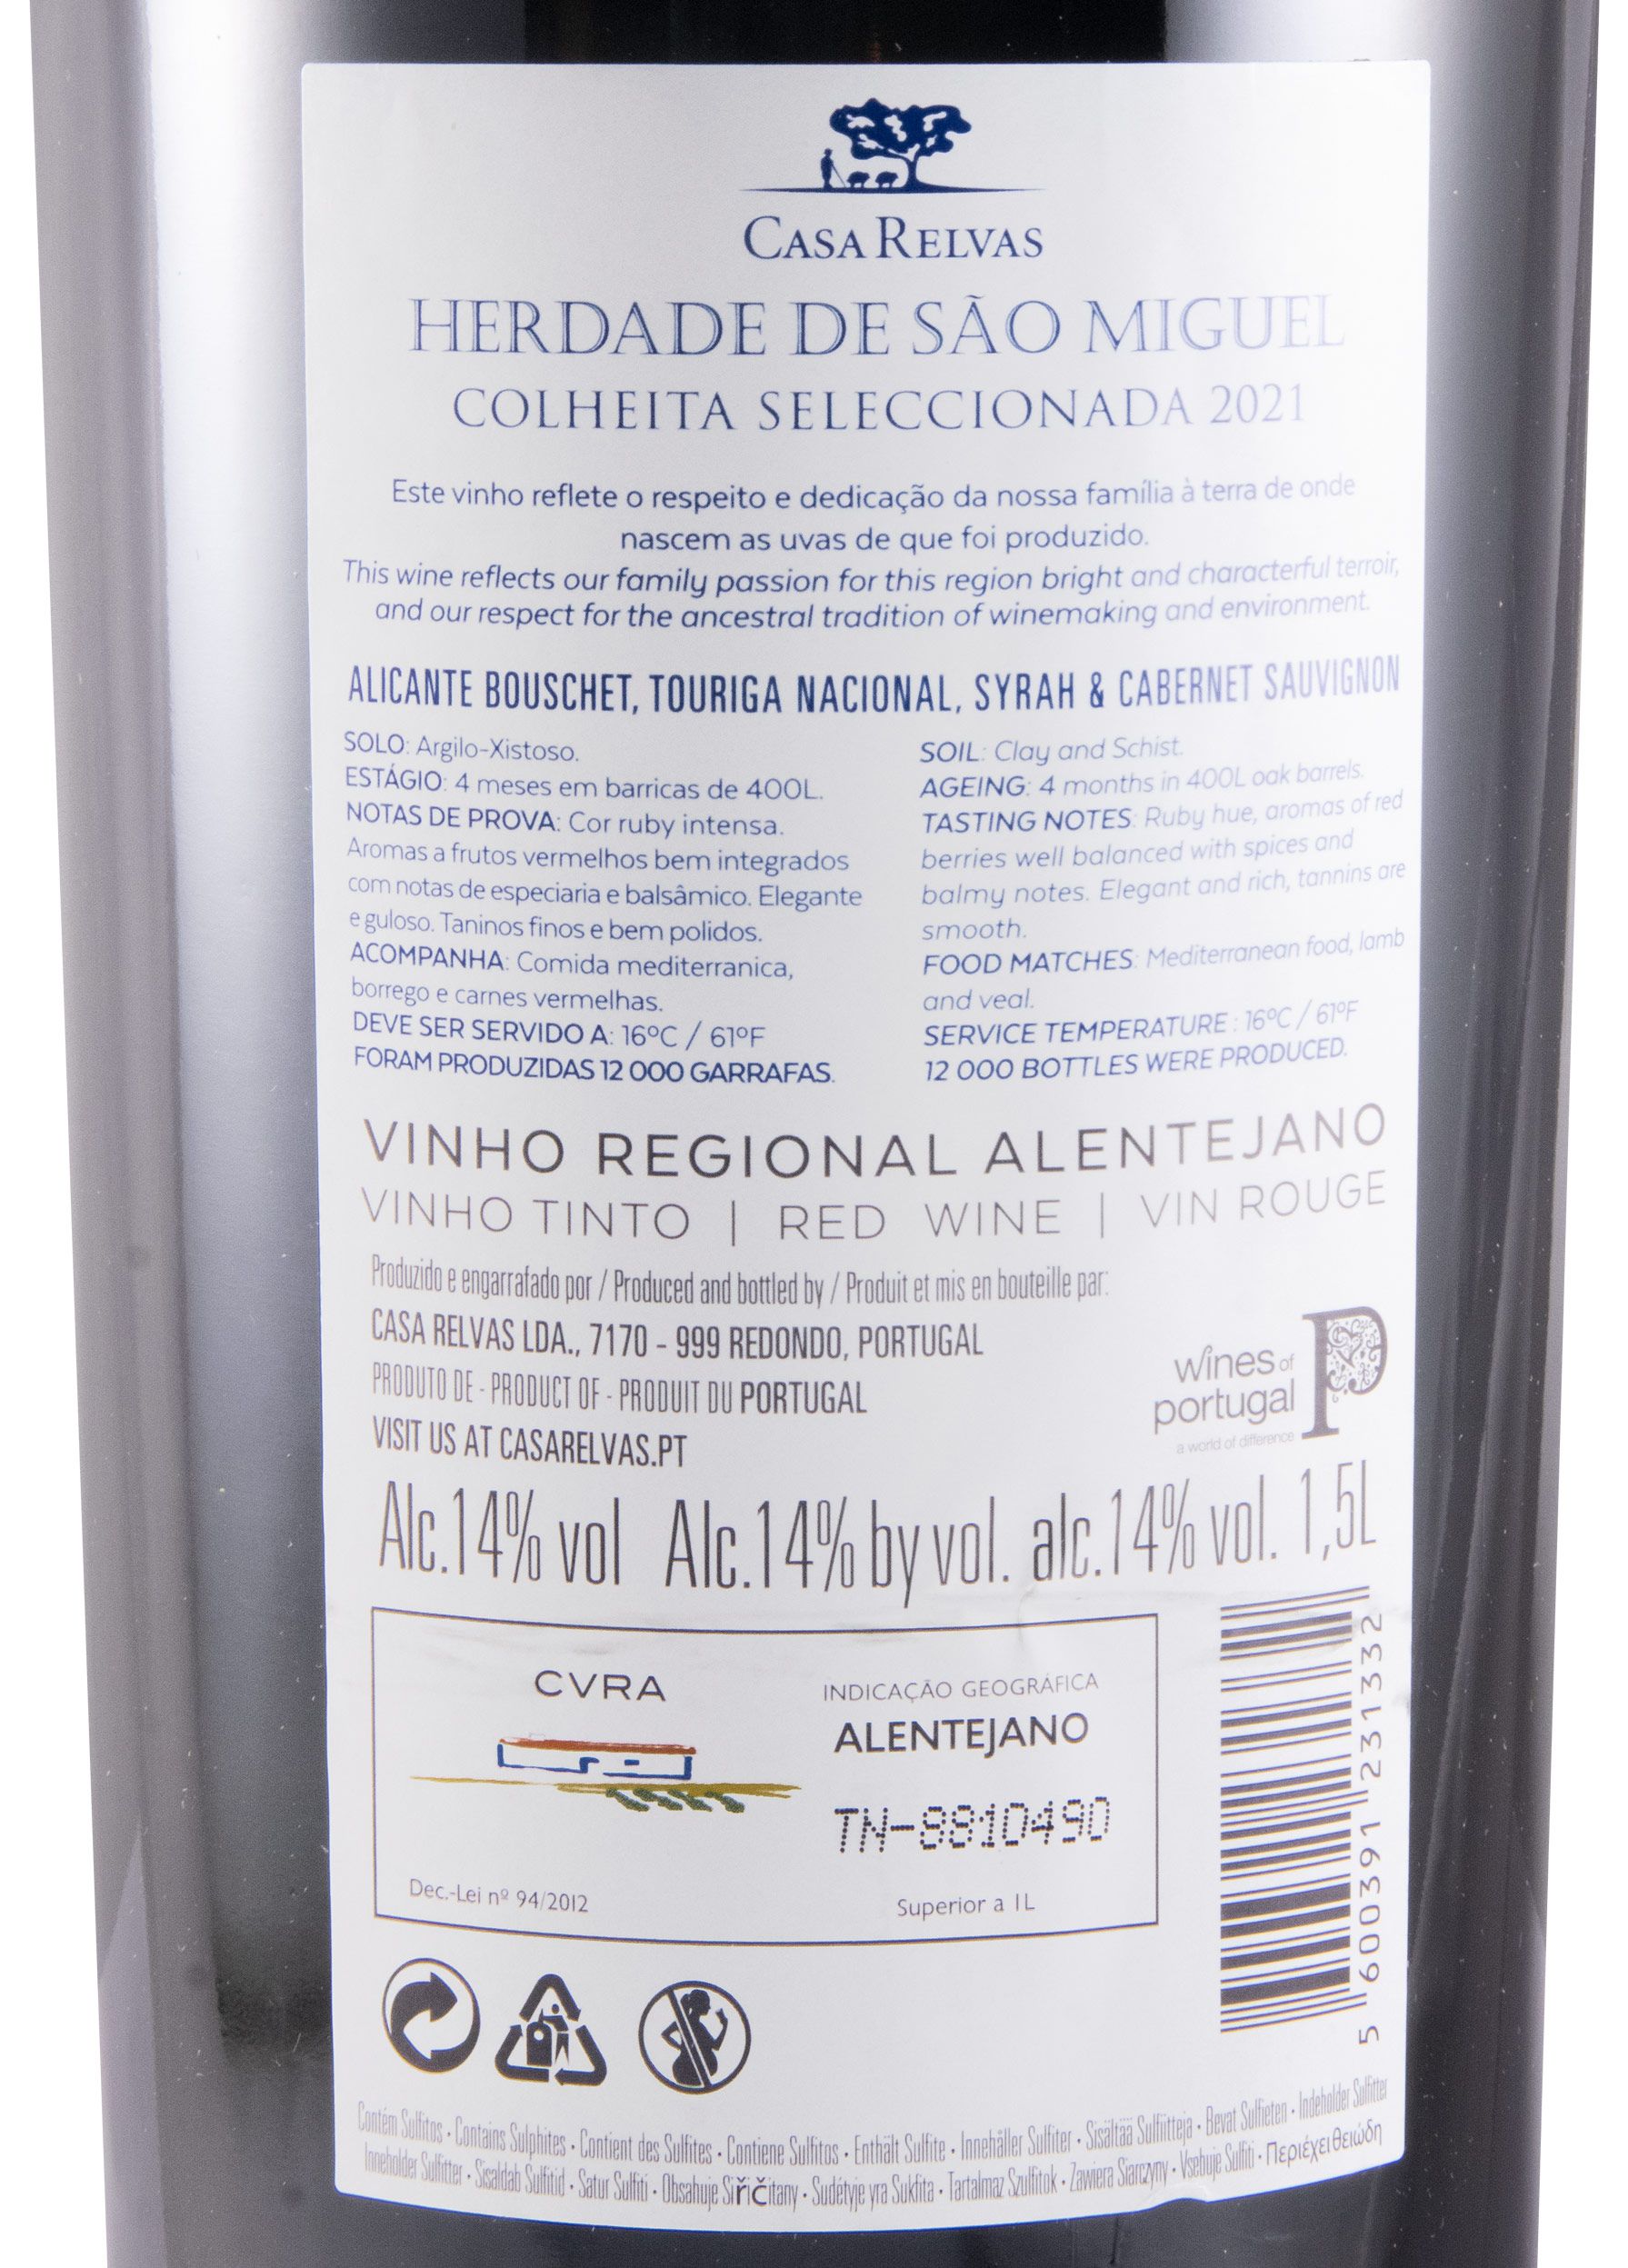 CASA RELVAS
HERDADE DE SÃO MIGUEL
COLHEITA SELECCIONADA 2021
Este vinho reflete o respeito e dedicação da nossa família à terra de onde
nascem as uvas de que foi produzido.
This wine reflects our family passion for this region bright and characterful terroir,
and our respect for the ancestral tradition of winemaking and environment.
ALICANTE BOUSCHET, TOURIGA NACIONAL, SYRAH & CABERNET SAUVIGNON
SOLO: Argilo-Xistoso.
ESTÁGIO: 4 meses em barricas de 400L.
NOTAS DE PROVA: Cor ruby intensa.
Aromas a frutos vermelhos bem integrados
com notas de especiaria e balsâmico. Elegante
e guloso. Taninos finos e bem polidos.
ACOMPANHA: Comida mediterranica,
borrego e carnes vermelhas.
DEVE SER SERVIDO A: 16ºC / 61ºF
FORAM PRODUZIDAS 12 000 GARRAFAS.
SOIL: Clay and Schist.
AGEING: 4 months in 400L oak barrels.
TASTING NOTES: Ruby hue, aromas of red
berries well balanced with spices and
balmy notes. Elegant and rich, tannins are
smooth.
FOOD MATCHES: Mediterranean food, lamb
and veal.
SERVICE TEMPERATURE : 16ºC / 61ºF
12 000 BOTTLES WERE PRODUCED.
VINHO REGIONAL ALENTEJANO
VINHO TINTO | RED WINE | VIN ROUGE
Produzido e engarrafado por / Produced and bottled by / Produit et mis en bouteille par:
CASA RELVAS LDA., 7170 - 999 REDONDO, PORTUGAL
PRODUTO DE - PRODUCT OF - PRODUIT DU PORTUGAL
VISIT US AT CASARELVAS.PT
wines of
portugal
a world of difference
Alc.14% vol Alc.14% by vol. alc.14% vol. 1,5L
CVRA
Dec.-Lei nº 94/2012
INDICAÇÃO GEOGRÁFICA
ALENTEJANO
TN-8810490
Superior a 1L
5 600391 231332
Contém Sulfitos · Contains Sulphites · Contient des Sulfites · Contiene Sulfitos · Enthält Sulfite · Innehåller Sulfiter · Sisältää Sulfiitteja · Bevat Sulfieten · Indeholder Sulfitter
Inneholder Sulfitter · Sisaldab Sulfitid · Satur Sulfiti · Obsahuje Siřičitany · Sudėtyje yra Sukfita · Tartalmaz Szulfitok · Zawiera Siarczyny · Vsebuje Sulfiti · Περιέχει Θειώδη